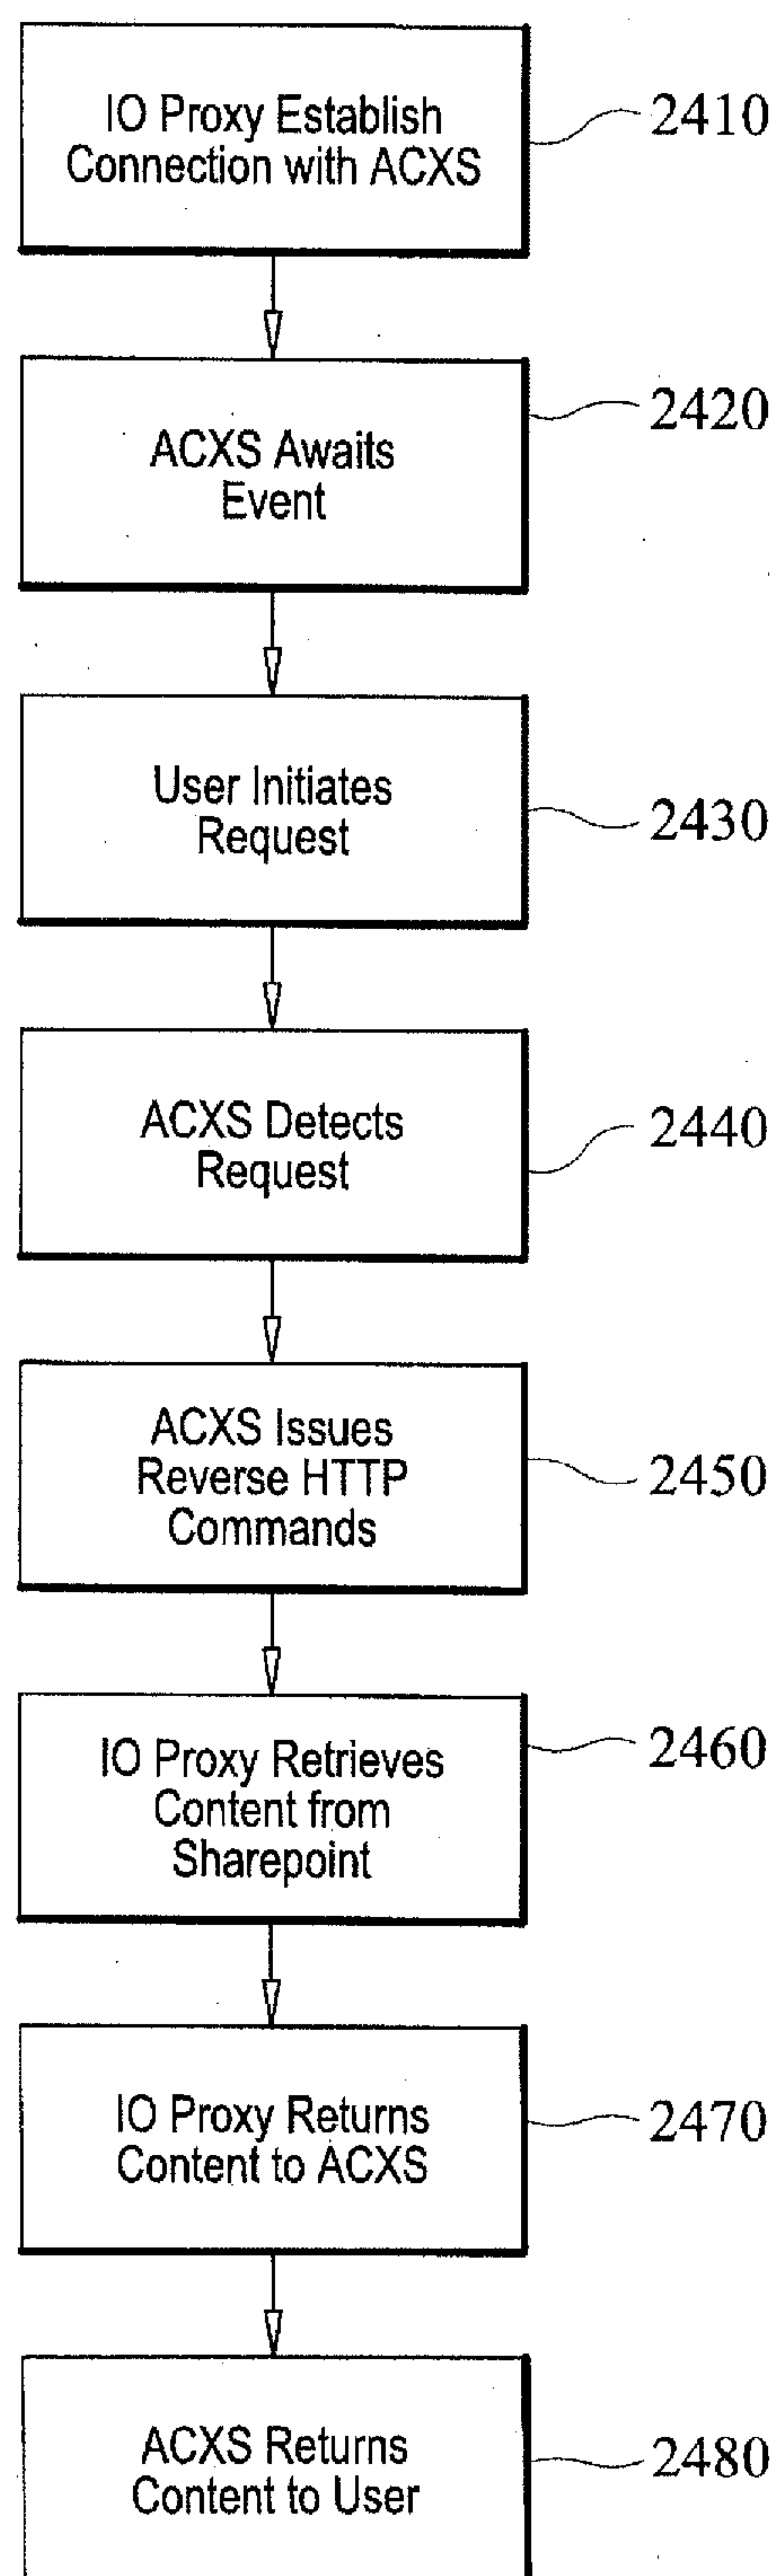 IO Proxy Establish
Connection with ACXS
2410
ACXS Awaits
Event
2420
User Initiates
Request
2430
ACXS Detects
Request
2440
ACXS Issues
Reverse HTTP
Commands
2450
IO Proxy Retrieves
Content from
Sharepoint
2460
IO Proxy Returns
Content to ACXS
2470
ACXS Returns
Content to User
2480